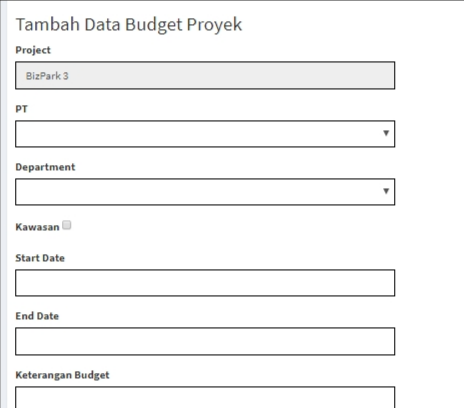 Tambah Data Budget Proyek
Project
BizPark 3
PT
Department
Kawasan
Start Date
End Date
Keterangan Budget